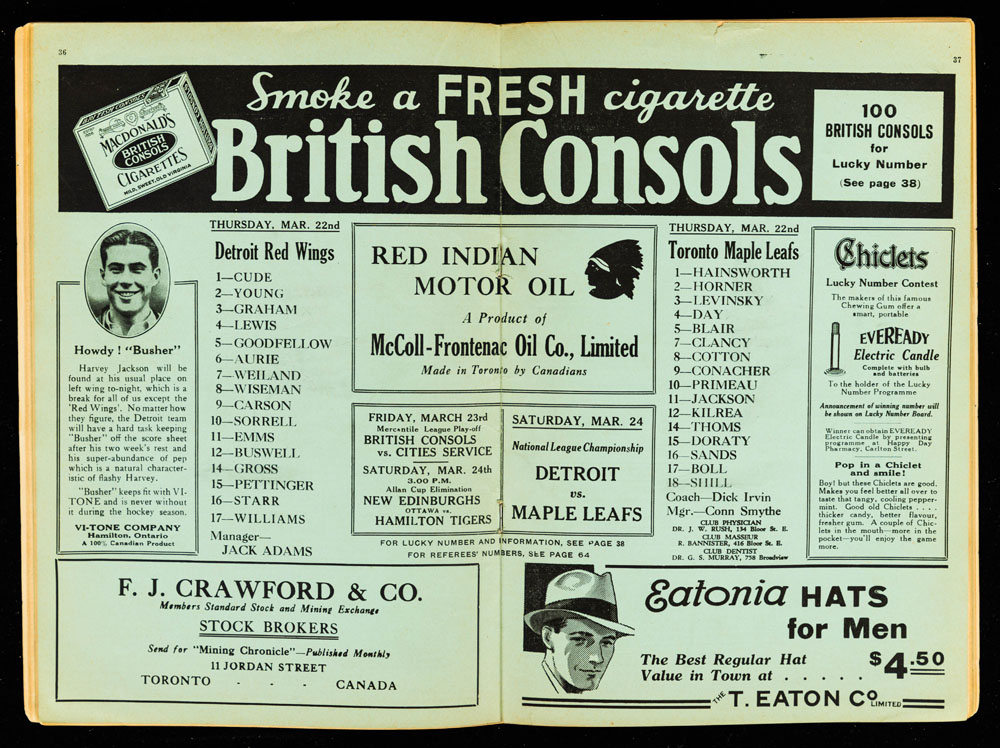 36
37
Smoke a FRESH cigarette
British Consols
MACDONALD'S
BRITISH
CONSOLS
CIGARETTES
MILD, SWEET, OLD VIRGINIA
100
BRITISH CONSOLS
for
Lucky Number
(See page 38)
Howdy! "Busher"
Harvey Jackson will be
found at his usual place on
left wing to-night, which is a
break for all of us except the
'Red Wings'. No matter how
they figure, the Detroit team
will have a hard task keeping
"Busher" off the score sheet
after his two week's rest and
his super-abundance of pep
which is a natural character-
istic of flashy Harvey.
"Busher" keeps fit with VI-
TONE and is never without
it during the hockey season.
VI-TONE COMPANY
Hamilton, Ontario
A 100% Canadian Product
THURSDAY, MAR. 22nd
Detroit Red Wings
1—CUDE
2—YOUNG
3—GRAHAM
4—LEWIS
5—GOODFELLOW
6—AURIE
7—WEILAND
8—WISEMAN
9—CARSON
10—SORRELL
11—EMMS
12—BUSWELL
14—GROSS
15—PETTINGER
16—STARR
17—WILLIAMS
Manager—
JACK ADAMS
RED INDIAN
MOTOR OIL
A Product of
McColl-Frontenac Oil Co., Limited
Made in Toronto by Canadians
FRIDAY, MARCH 23rd
Mercantile League Play-off
BRITISH CONSOLS
vs. CITIES SERVICE
SATURDAY, MAR. 24th
3.00 P.M.
Allan Cup Elimination
NEW EDINBURGHS
OTTAWA vs.
HAMILTON TIGERS
SATURDAY, MAR. 24
National League Championship
DETROIT
vs.
MAPLE LEAFS
FOR LUCKY NUMBER AND INFORMATION, SEE PAGE 38
FOR REFEREES' NUMBERS, SEE PAGE 64
THURSDAY, MAR. 22nd
Toronto Maple Leafs
1—HAINSWORTH
2—HORNER
3—LEVINSKY
4—DAY
5—BLAIR
7—CLANCY
8—COTTON
9—CONACHER
10—PRIMEAU
11—JACKSON
12—KILREA
14—THOMS
15—DORATY
16—SANDS
17—BOLL
18—SHILL
Coach—Dick Irvin
Mgr.—Conn Smythe
CLUB PHYSICIAN
DR. J. W. RUSH, 134 Bloor St. E.
CLUB MASSEUR
R. BANNISTER, 416 Bloor St. E.
CLUB DENTIST
DR. G. S. MURRAY, 758 Broadview
Chiclets
Lucky Number Contest
The makers of this famous
Chewing Gum offer a
smart, portable
EVEREADY
Electric Candle
Complete with bulb
and batteries
To the holder of the Lucky
Number Programme
Announcement of winning number will
be shown on Lucky Number Board.
Winner can obtain EVEREADY
Electric Candle by presenting
programme at Happy Day
Pharmacy, Carlton Street.
Pop in a Chiclet
and smile!
Boy! but these Chiclets are good.
Makes you feel better all over to
taste that tangy, cooling pepper-
mint. Good old Chiclets . . . .
thicker candy, better flavour,
fresher gum. A couple of Chic-
lets in the mouth—more in the
pocket—you'll enjoy the game
more.
F. J. CRAWFORD & CO.
Members Standard Stock and Mining Exchange
STOCK BROKERS
Send for "Mining Chronicle"—Published Monthly
11 JORDAN STREET
TORONTO - - - CANADA
Eatonia HATS
for Men
The Best Regular Hat
Value in Town at . . . . .
$4.50
THE T. EATON CO. LIMITED